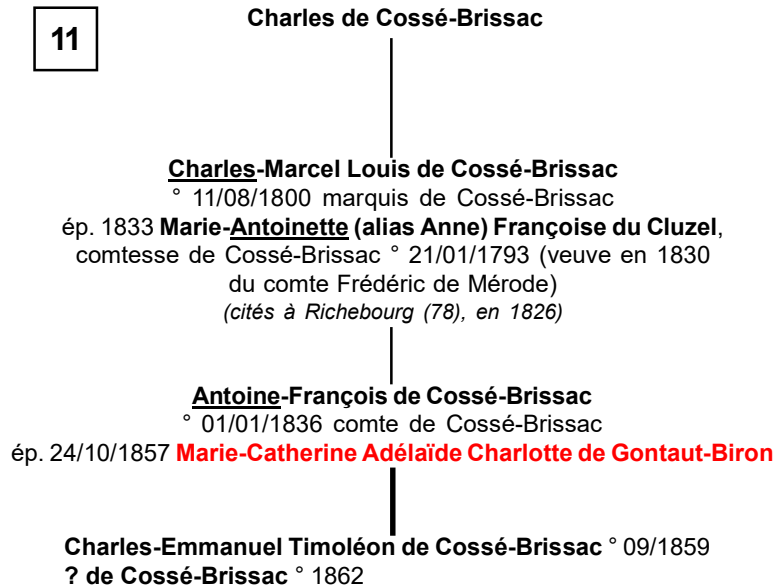 11
Charles de Cossé-Brissac
Charles-Marcel Louis de Cossé-Brissac
° 11/08/1800 marquis de Cossé-Brissac
ép. 1833 Marie-Antoinette (alias Anne) Françoise du Cluzel,
comtesse de Cossé-Brissac ° 21/01/1793 (veuve en 1830
du comte Frédéric de Mérode)
(cités à Richebourg (78), en 1826)
Antoine-François de Cossé-Brissac
° 01/01/1836 comte de Cossé-Brissac
ép. 24/10/1857 Marie-Catherine Adélaïde Charlotte de Gontaut-Biron
Charles-Emmanuel Timoléon de Cossé-Brissac ° 09/1859
? de Cossé-Brissac ° 1862